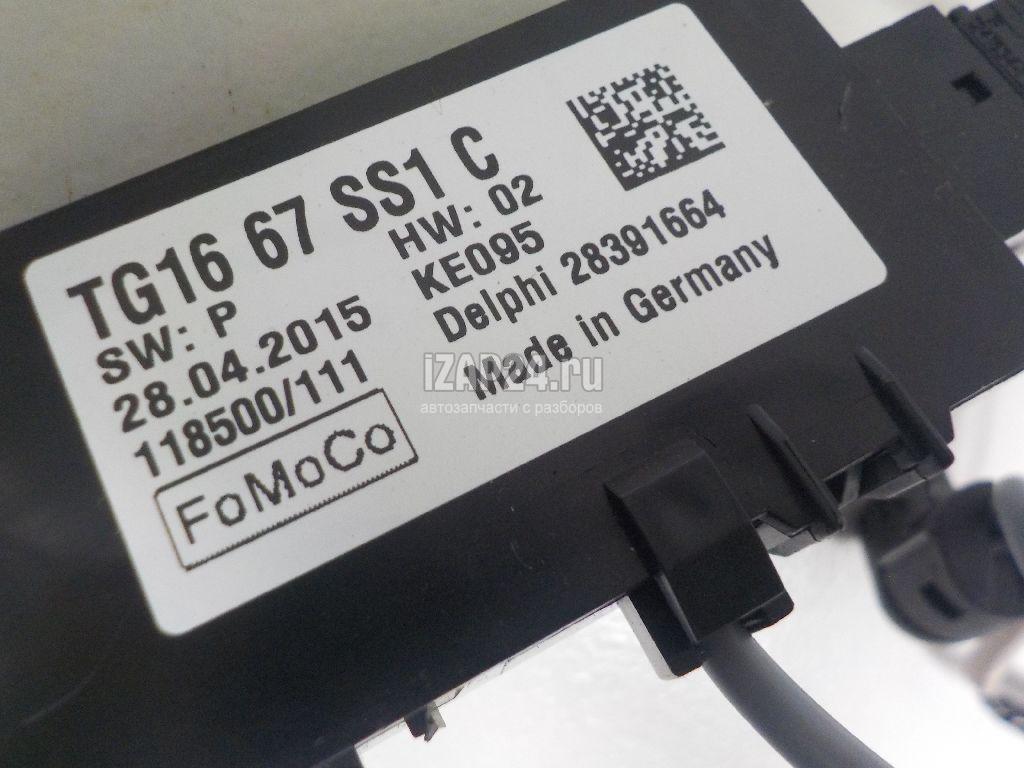 TG16 67 SS1 C
SW: P
HW: 02
28.04.2015
KE095
118500/111
Delphi 28391664
Made in Germany
FoMoCo
iZAP24.ru
автозапчасти с разборов